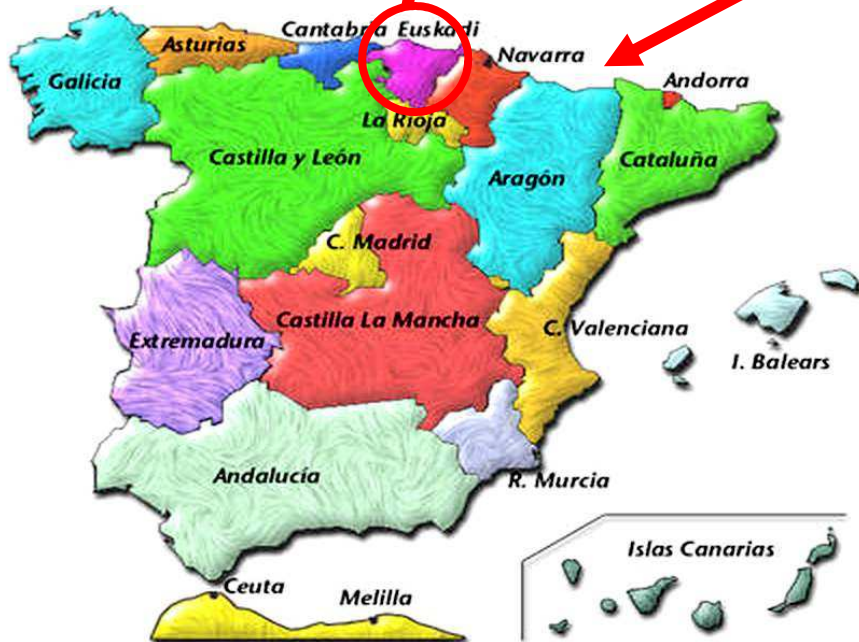 Cantabria Euskadi
Asturias
Navarra
Galicia
Andorra
La Rioja
Castilla y León
Cataluña
Aragón
C. Madrid
Castilla La Mancha
C. Valenciana
Extremadura
I. Balears
Andalucía
R. Murcia
Islas Canarias
Ceuta
Melilla